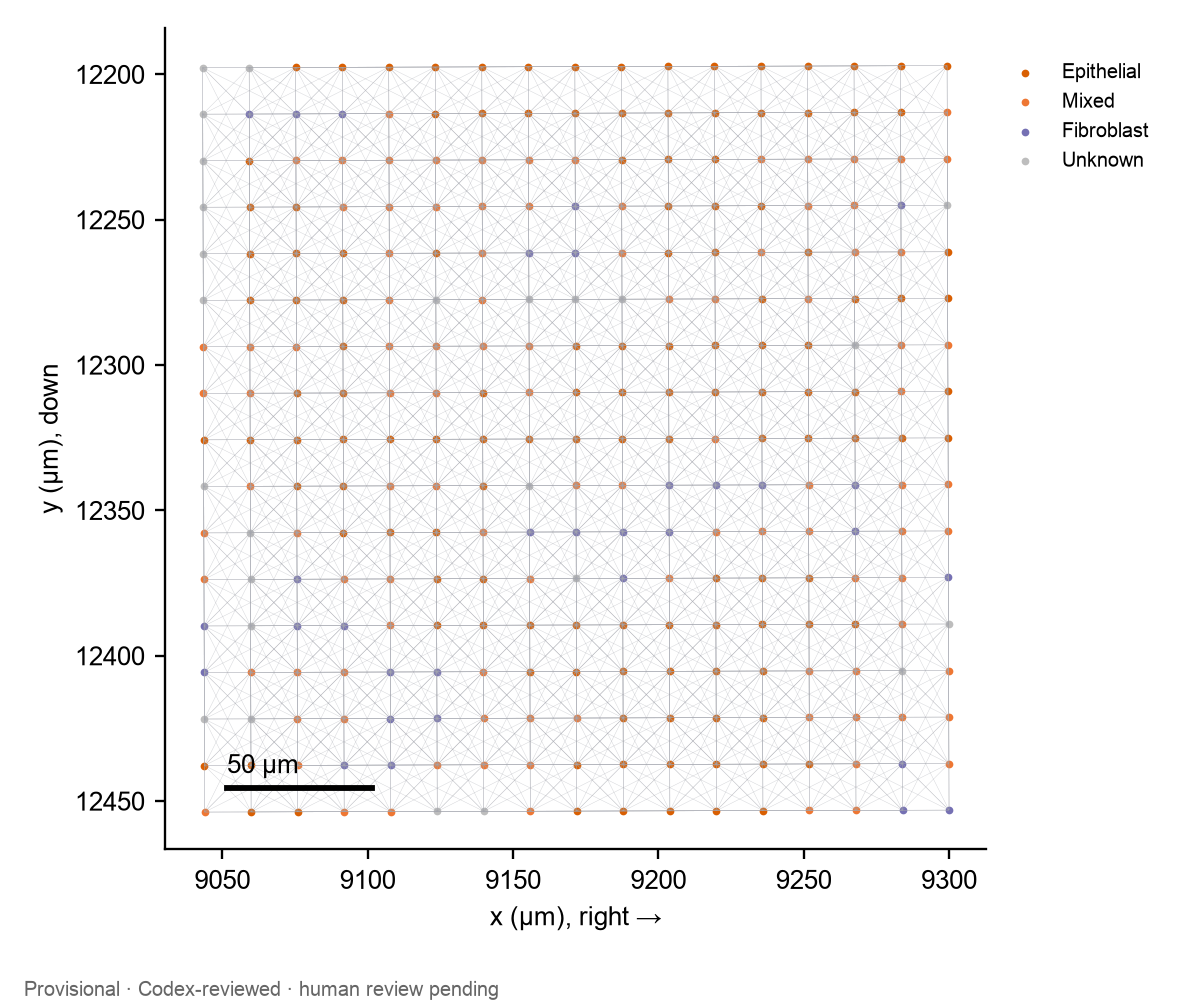 12200
12250
12300
12350
12400
12450
y (µm), down
9050
9100
9150
9200
9250
9300
x (µm), right →
50 µm
Epithelial
Mixed
Fibroblast
Unknown
Provisional · Codex-reviewed · human review pending